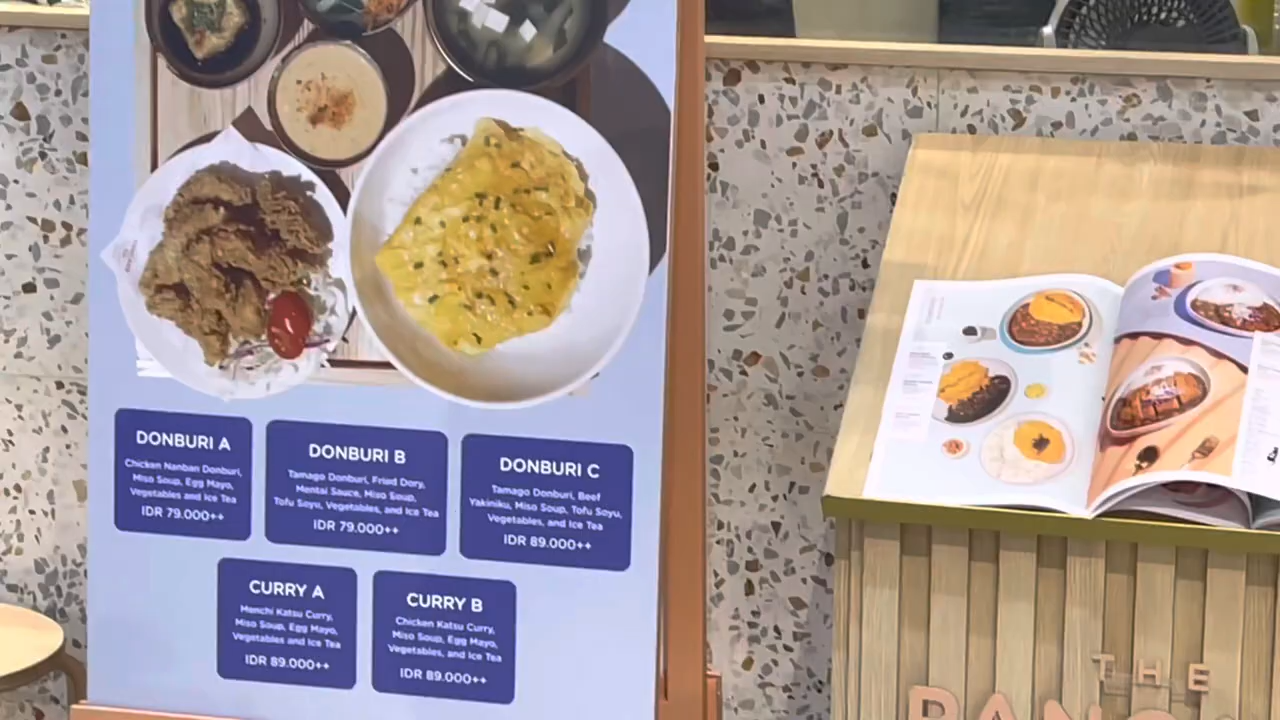 DONBURI A
Chicken Nanban Donburi,
Miso Soup, Egg Mayo,
Vegetables and Ice Tea
IDR 79.000++
DONBURI B
Tamago Donburi, Fried Dory,
Mentai Sauce, Miso Soup,
Tofu Soyu, Vegetables, and Ice Tea
IDR 79.000++
DONBURI C
Tamago Donburi, Beef
Yakiniku, Miso Soup, Tofu Soyu,
Vegetables, and Ice Tea
IDR 89.000++
CURRY A
Menchi Katsu Curry,
Miso Soup, Egg Mayo,
Vegetables and Ice Tea
IDR 89.000++
CURRY B
Chicken Katsu Curry,
Miso Soup, Egg Mayo,
Vegetables, and Ice Tea
IDR 89.000++
THE